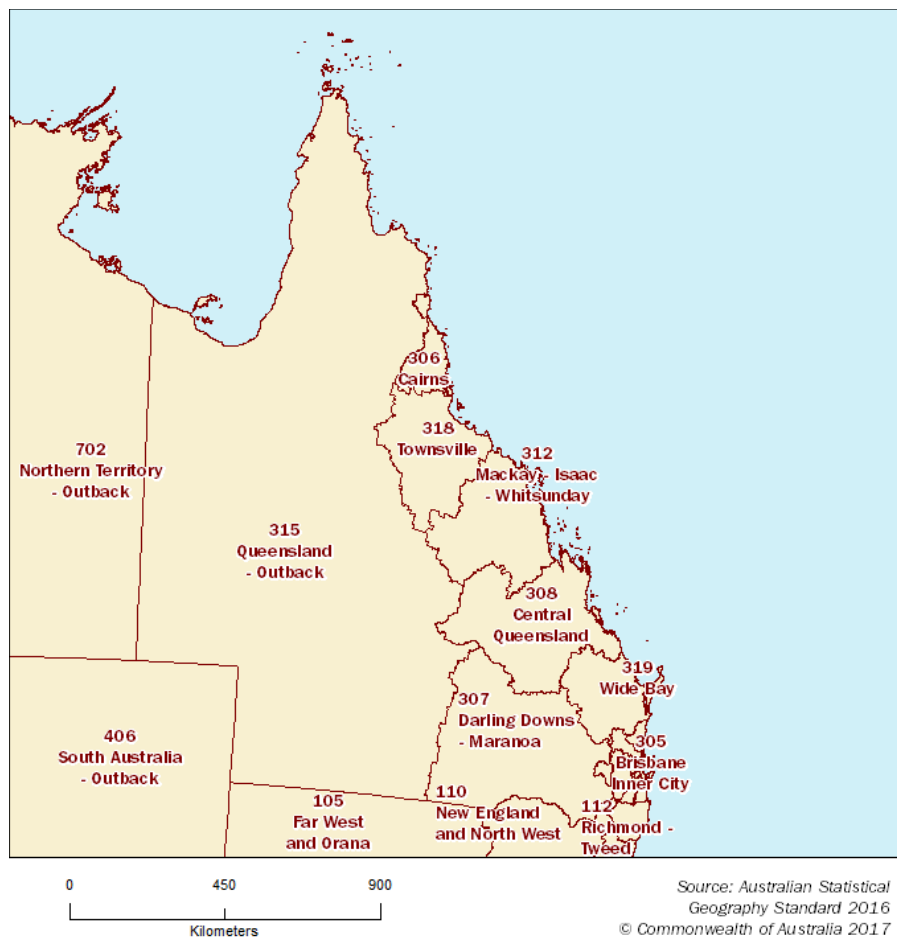 306
Cairns
318
Townsville
312
Mackay - Isaac
- Whitsunday
702
Northern Territory
- Outback
315
Queensland
- Outback
308
Central
Queensland
319
Wide Bay
307
Darling Downs
- Maranoa
406
South Australia
- Outback
305
Brisbane
Inner City
110
New England
and North West
105
Far West
and Orana
112
Richmond -
Tweed
0 450 900
Kilometers
Source: Australian Statistical
Geography Standard 2016
© Commonwealth of Australia 2017